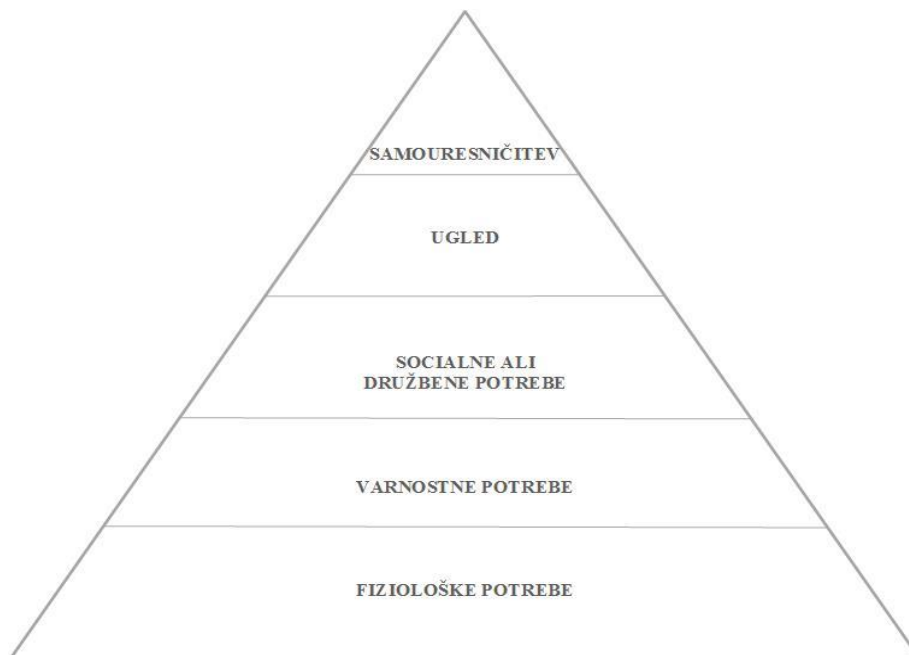 SAMOURESNIČITEV
UGLED
SOCIALNE ALI
DRUŽBENE POTREBE
VARNOSTNE POTREBE
FIZIOLOŠKE POTREBE